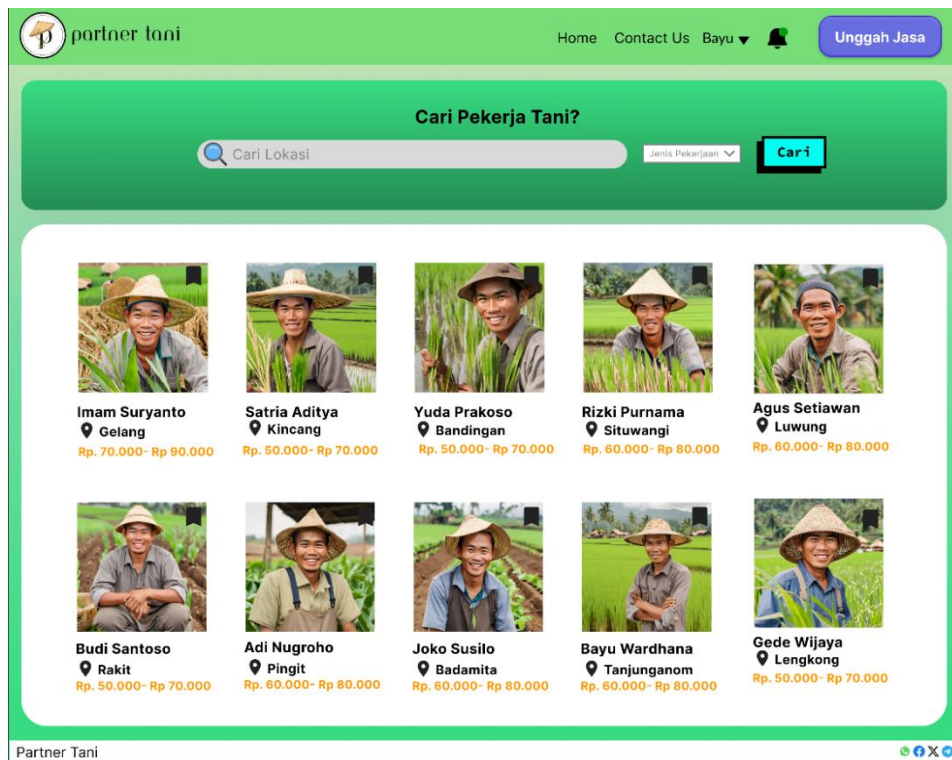 partner tani
Home Contact Us Bayu
Unggah Jasa
Cari Pekerja Tani?
Cari Lokasi
Jenis Pekerjaan
Cari
Imam Suryanto
Gelang
Rp. 70.000- Rp 90.000
Satria Aditya
Kincang
Rp. 50.000- Rp 70.000
Yuda Prakoso
Bandingan
Rp. 50.000- Rp 70.000
Rizki Purnama
Situwangi
Rp. 60.000- Rp 80.000
Agus Setiawan
Luwung
Rp. 60.000- Rp 80.000
Budi Santoso
Rakit
Rp. 50.000- Rp 70.000
Adi Nugroho
Pingit
Rp. 60.000- Rp 80.000
Joko Susilo
Badamita
Rp. 60.000- Rp 80.000
Bayu Wardhana
Tanjunganom
Rp. 60.000- Rp 80.000
Gede Wijaya
Lengkong
Rp. 50.000- Rp 70.000
Partner Tani